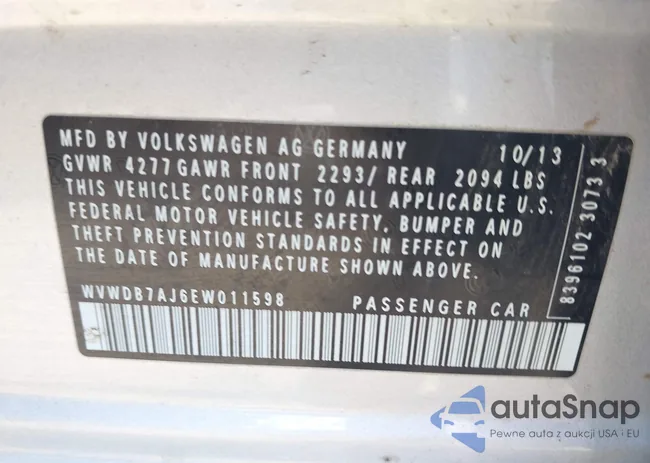 MFD BY VOLKSWAGEN AG GERMANY 10/13
GVWR 4277 GAWR FRONT 2293/ REAR 2094 LBS
THIS VEHICLE CONFORMS TO ALL APPLICABLE U.S.
FEDERAL MOTOR VEHICLE SAFETY, BUMPER AND
THEFT PREVENTION STANDARDS IN EFFECT ON
THE DATE OF MANUFACTURE SHOWN ABOVE.
WVWDB7AJ6EW011598 PASSENGER CAR
8396102 3073 3
autaSnap
Pewne auta z aukcji USA i EU